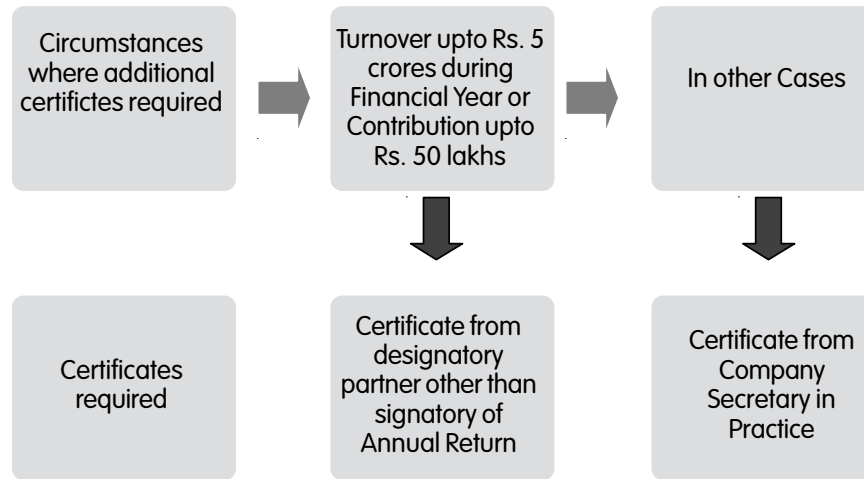 Circumstances
where additional
certifictes required
Turnover upto Rs. 5
crores during
Financial Year or
Contribution upto
Rs. 50 lakhs
In other Cases
Certificates
required
Certificate from
designatory
partner other than
signatory of
Annual Return
Certificate from
Company
Secretary in
Practice